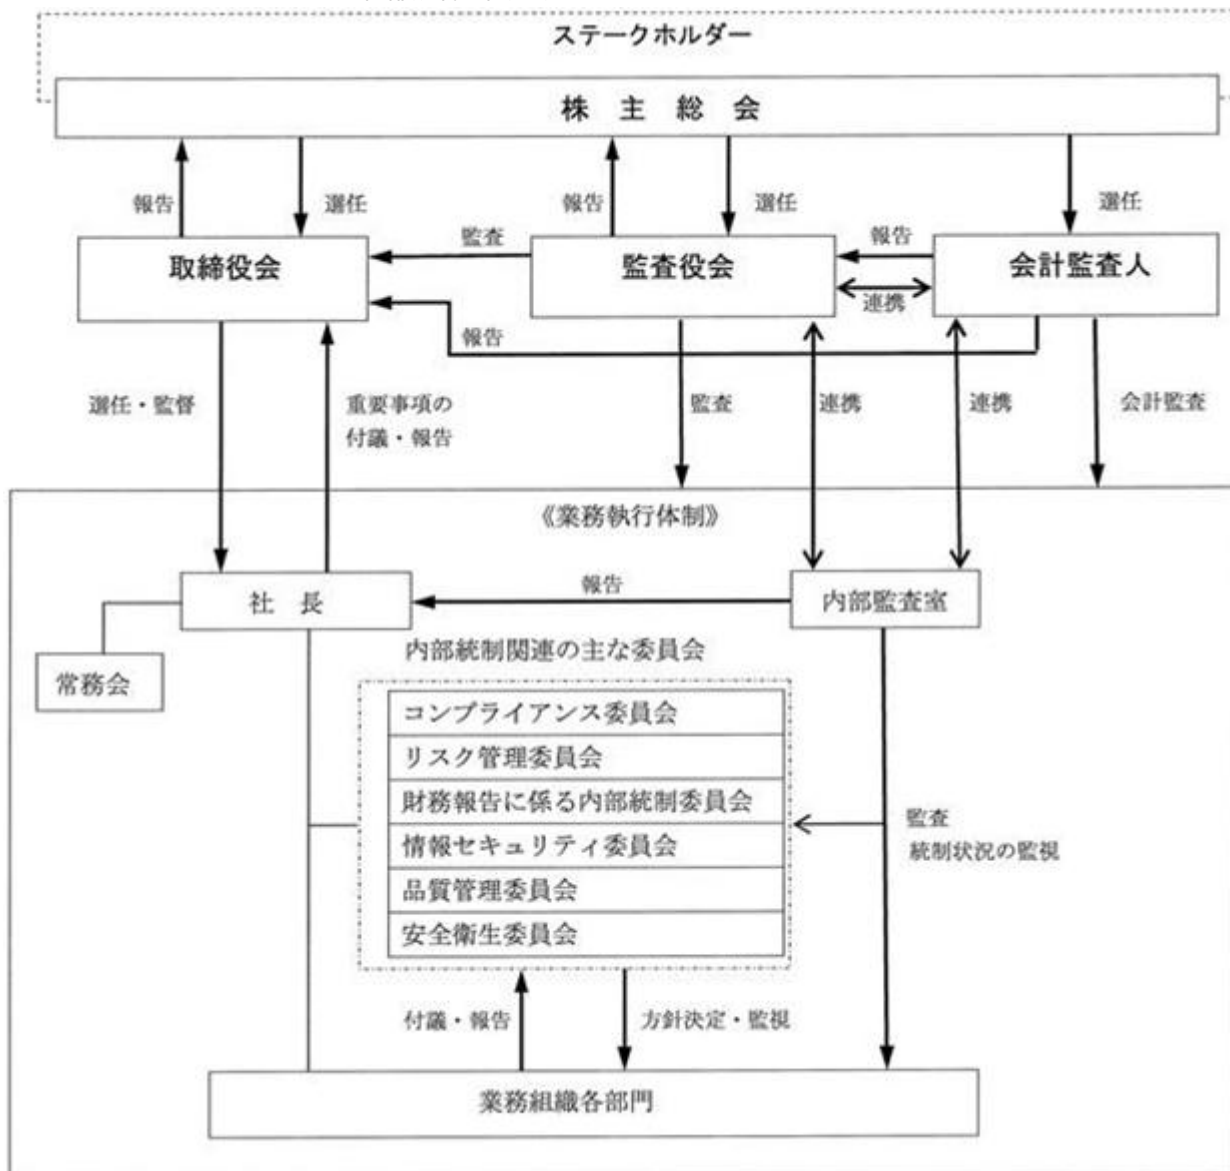 ステークホルダー
株 主 総 会
報告
選任
報告
選任
選任
取締役会
監査
監査役会
報告
会計監査人
連携
報告
選任・監督
重要事項の
付議・報告
監査
連携
連携
会計監査
《業務執行体制》
社 長
報告
内部監査室
常務会
内部統制関連の主な委員会
コンプライアンス委員会
リスク管理委員会
財務報告に係る内部統制委員会
情報セキュリティ委員会
品質管理委員会
安全衛生委員会
監査
統制状況の監視
付議・報告
方針決定・監視
業務組織各部門